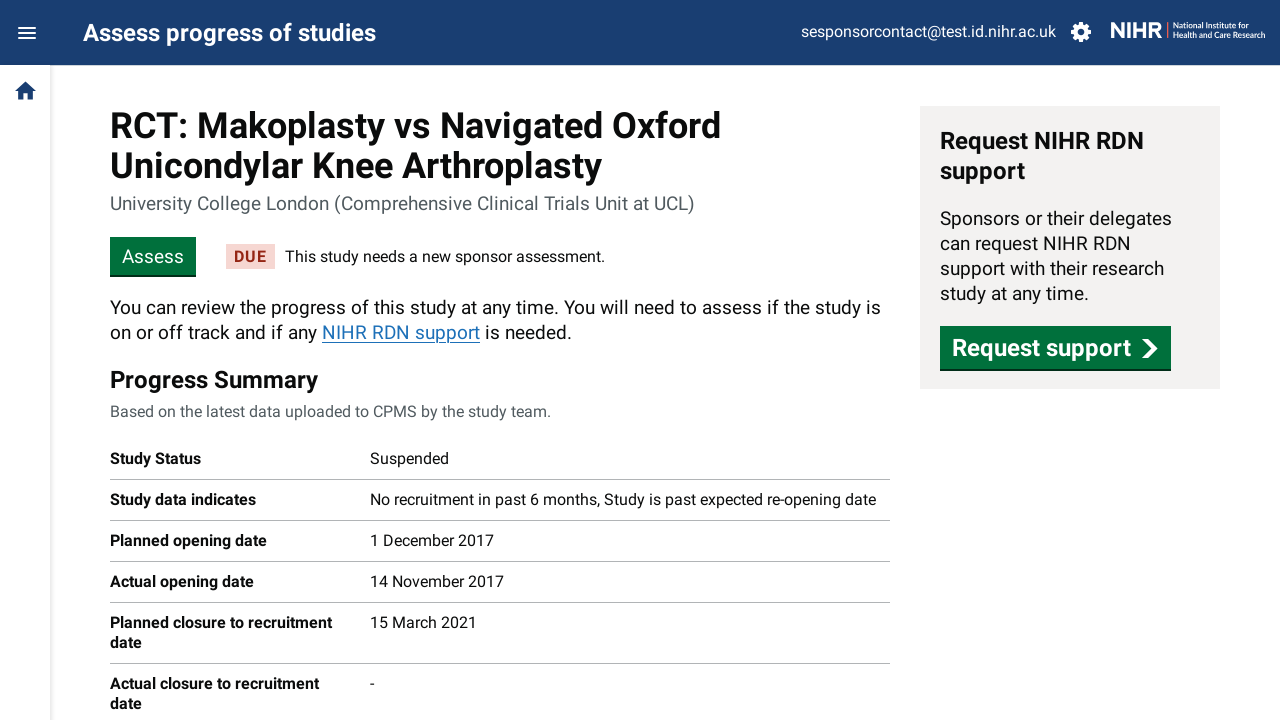 Assess progress of studies
sesponsorcontact@test.id.nihr.ac.uk
NIHR | National Institute for
Health and Care Research
RCT: Makoplasty vs Navigated Oxford
Unicondylar Knee Arthroplasty
University College London (Comprehensive Clinical Trials Unit at UCL)
Assess DUE This study needs a new sponsor assessment.
You can review the progress of this study at any time. You will need to assess if the study is
on or off track and if any NIHR RDN support is needed.
Progress Summary
Based on the latest data uploaded to CPMS by the study team.
Study Status Suspended
Study data indicates No recruitment in past 6 months, Study is past expected re-opening date
Planned opening date 1 December 2017
Actual opening date 14 November 2017
Planned closure to recruitment
date
15 March 2021
Actual closure to recruitment
date
-
Request NIHR RDN
support
Sponsors or their delegates
can request NIHR RDN
support with their research
study at any time.
Request support